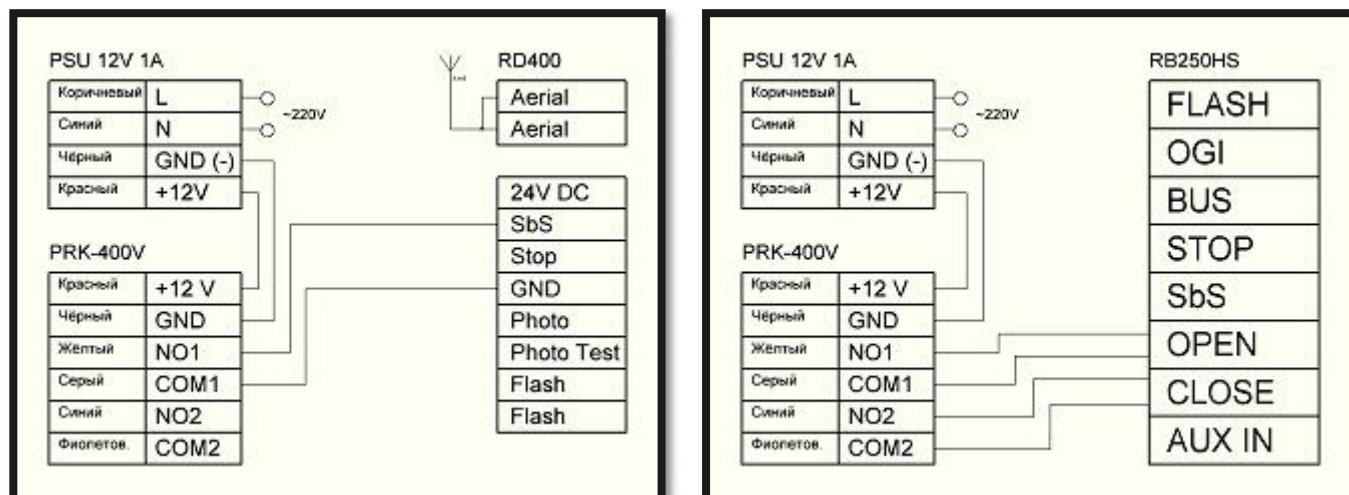 PSU 12V 1A
Коричневый L
Синий N
Чёрный GND (-)
Красный +12V
~220V
PRK-400V
Красный +12 V
Чёрный GND
Жёлтый NO1
Серый COM1
Синий NO2
Фиолетов. COM2
RD400
Aerial
Aerial
24V DC
SbS
Stop
GND
Photo
Photo Test
Flash
Flash
PSU 12V 1A
Коричневый L
Синий N
Чёрный GND (-)
Красный +12V
~220V
PRK-400V
Красный +12 V
Чёрный GND
Жёлтый NO1
Серый COM1
Синий NO2
Фиолетов. COM2
RB250HS
FLASH
OGI
BUS
STOP
SbS
OPEN
CLOSE
AUX IN